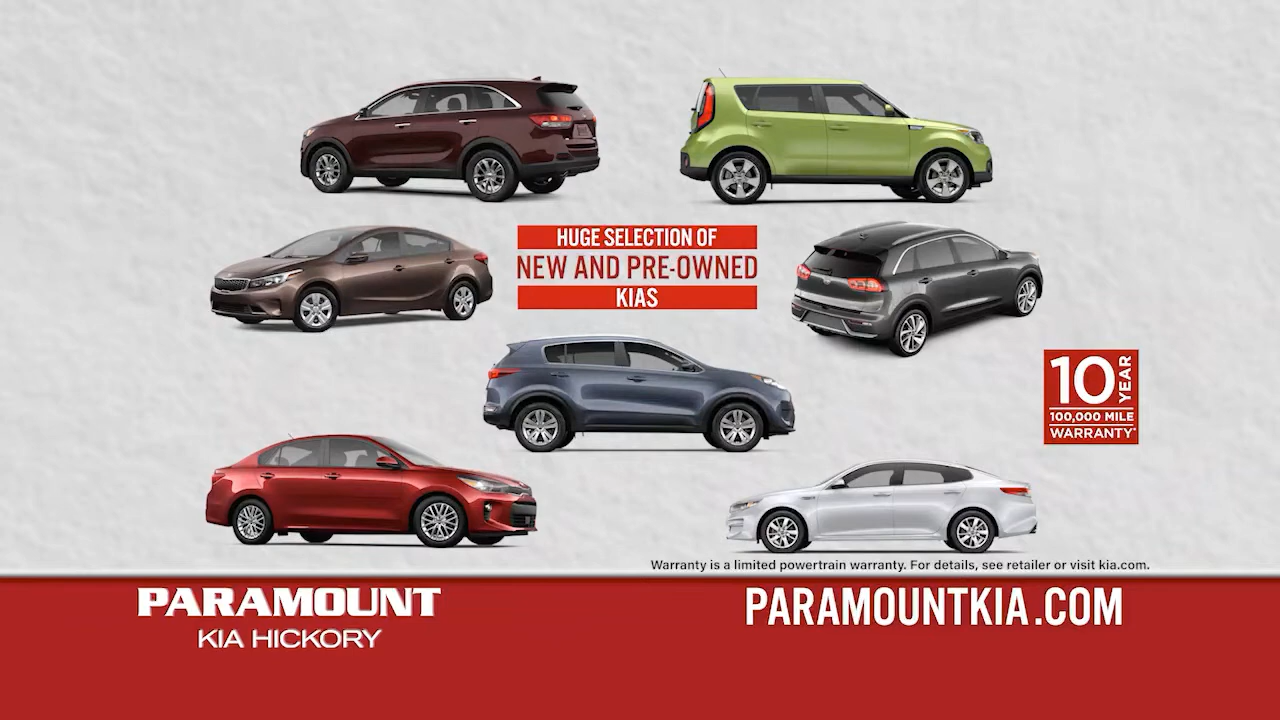 HUGE SELECTION OF
NEW AND PRE-OWNED
KIAS
10 YEAR
100,000 MILE
WARRANTY*
Warranty is a limited powertrain warranty. For details, see retailer or visit kia.com.
PARAMOUNT
KIA HICKORY
PARAMOUNTKIA.COM